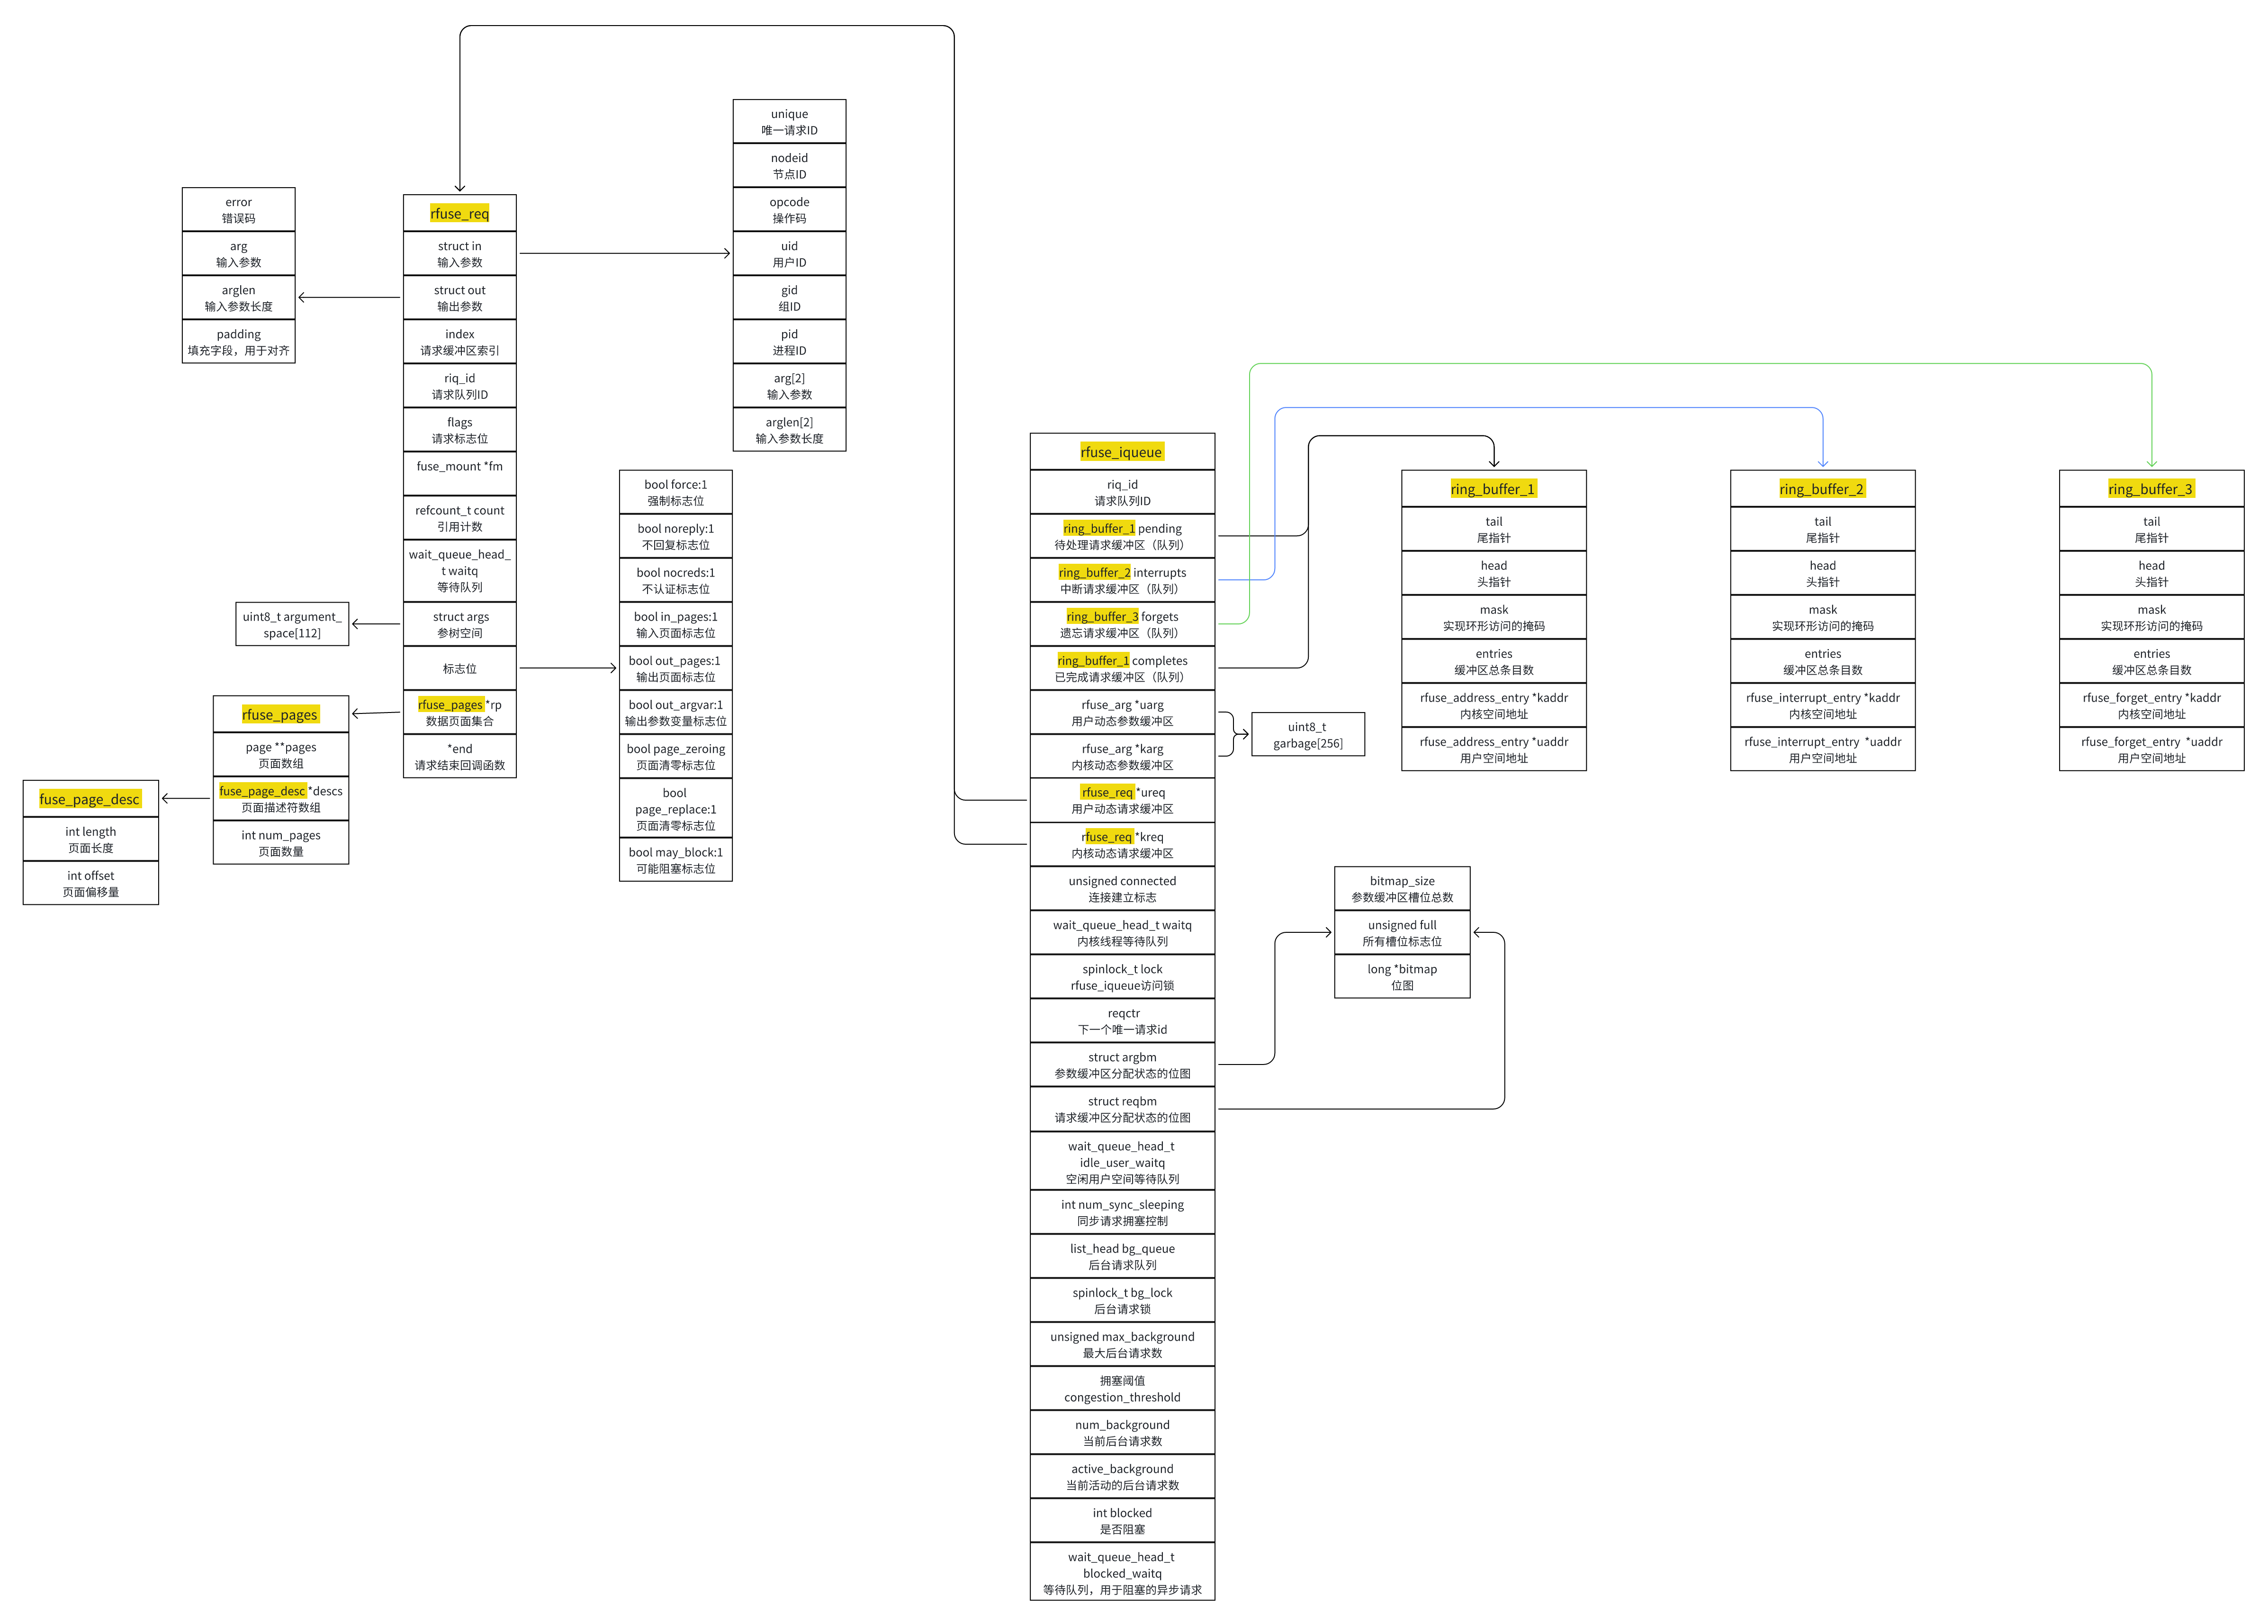 error
错误码
arg
输入参数
arglen
输入参数长度
padding
填充字段，用于对齐
rfuse_req
struct in
输入参数
struct out
输出参数
index
请求缓冲区索引
riq_id
请求队列ID
flags
请求标志位
fuse_mount *fm
refcount_t count
引用计数
wait_queue_head_
t waitq
等待队列
struct args
参树空间
标志位
rfuse_pages *rp
数据页面集合
*end
请求结束回调函数
unique
唯一请求ID
nodeid
节点ID
opcode
操作码
uid
用户ID
gid
组ID
pid
进程ID
arg[2]
输入参数
arglen[2]
输入参数长度
uint8_t argument_
space[112]
rfuse_pages
page **pages
页面数组
fuse_page_desc *descs
页面描述符数组
int num_pages
页面数量
fuse_page_desc
int length
页面长度
int offset
页面偏移量
bool force:1
强制标志位
bool noreply:1
不回复标志位
bool nocreds:1
不认证标志位
bool in_pages:1
输入页面标志位
bool out_pages:1
输出页面标志位
bool out_argvar:1
输出参数变量标志位
bool page_zeroing
页面清零标志位
bool
page_replace:1
页面清零标志位
bool may_block:1
可能阻塞标志位
rfuse_iqueue
riq_id
请求队列ID
ring_buffer_1 pending
待处理请求缓冲区（队列）
ring_buffer_2 interrupts
中断请求缓冲区（队列）
ring_buffer_3 forgets
遗忘请求缓冲区（队列）
ring_buffer_1 completes
已完成请求缓冲区（队列）
rfuse_arg *uarg
用户动态参数缓冲区
rfuse_arg *karg
内核动态参数缓冲区
rfuse_req *ureq
用户动态请求缓冲区
rfuse_req *kreq
内核动态请求缓冲区
unsigned connected
连接建立标志
wait_queue_head_t waitq
内核线程等待队列
spinlock_t lock
rfuse_iqueue访问锁
reqctr
下一个唯一请求id
struct argbm
参数缓冲区分配状态的位图
struct reqbm
请求缓冲区分配状态的位图
wait_queue_head_t
idle_user_waitq
空闲用户空间等待队列
int num_sync_sleeping
同步请求拥塞控制
list_head bg_queue
后台请求队列
spinlock_t bg_lock
后台请求锁
unsigned max_background
最大后台请求数
拥塞阈值
congestion_threshold
num_background
当前后台请求数
active_background
当前活动的后台请求数
int blocked
是否阻塞
wait_queue_head_t
blocked_waitq
等待队列，用于阻塞的异步请求
uint8_t
garbage[256]
bitmap_size
参数缓冲区槽位总数
unsigned full
所有槽位标志位
long *bitmap
位图
ring_buffer_1
tail
尾指针
head
头指针
mask
实现环形访问的掩码
entries
缓冲区总条目数
rfuse_address_entry *kaddr
内核空间地址
rfuse_address_entry *uaddr
用户空间地址
ring_buffer_2
tail
尾指针
head
头指针
mask
实现环形访问的掩码
entries
缓冲区总条目数
rfuse_interrupt_entry *kaddr
内核空间地址
rfuse_interrupt_entry *uaddr
用户空间地址
ring_buffer_3
tail
尾指针
head
头指针
mask
实现环形访问的掩码
entries
缓冲区总条目数
rfuse_forget_entry *kaddr
内核空间地址
rfuse_forget_entry *uaddr
用户空间地址